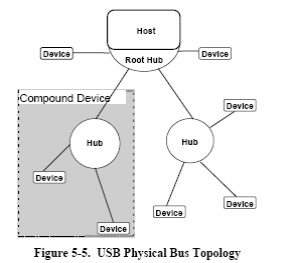 Host
Root Hub
Device
Device
Compound Device
Device
Hub
Hub
Device
Device
Device
Device
Figure 5-5. USB Physical Bus Topology